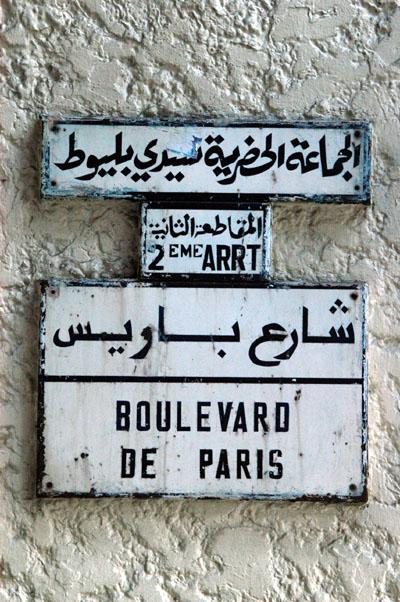 الجماعة الحضرية سيدي بليوط
المقاطعة الثانية
2EME ARRT
شارع باريس
BOULEVARD
DE PARIS